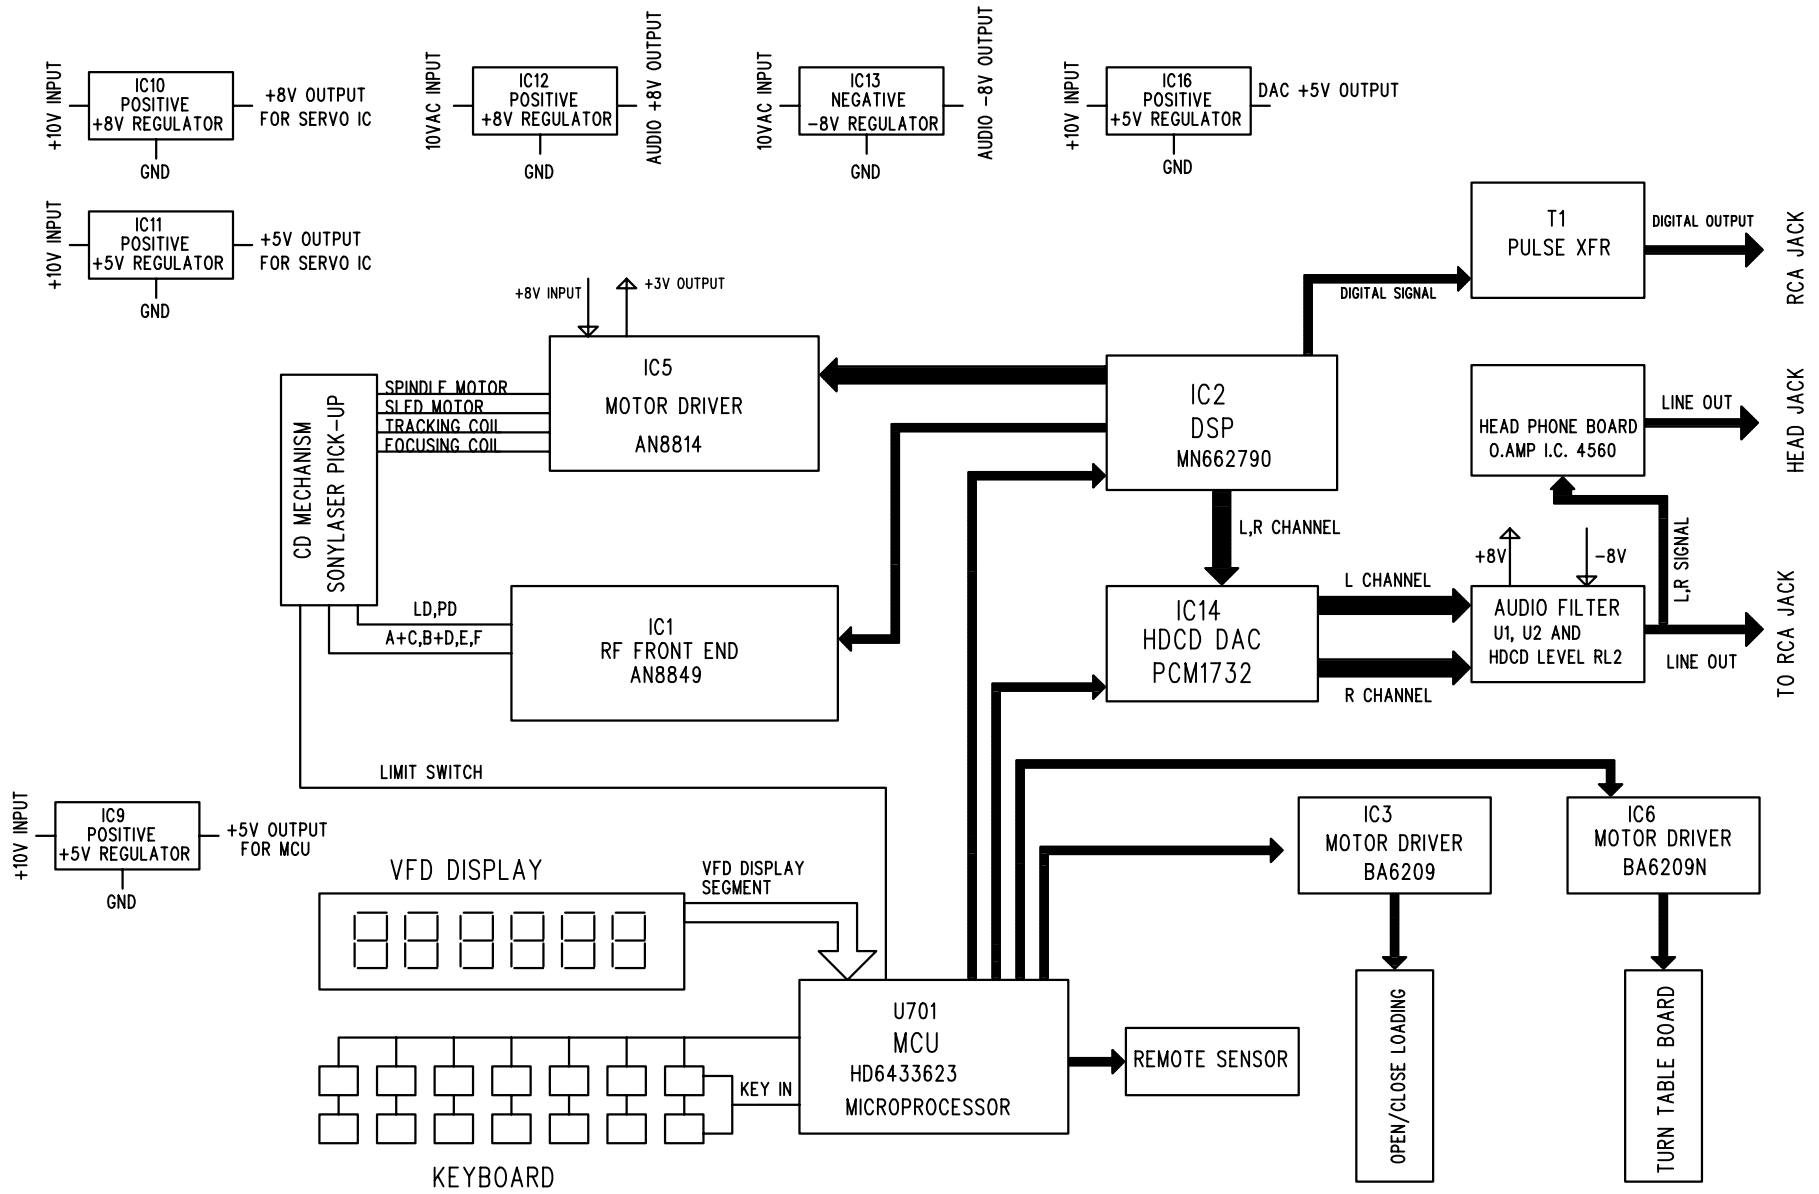 +10V INPUT
IC10
POSITIVE
+8V REGULATOR
+8V OUTPUT
FOR SERVO IC
GND
10VAC INPUT
IC12
POSITIVE
+8V REGULATOR
AUDIO +8V OUTPUT
GND
10VAC INPUT
IC13
NEGATIVE
-8V REGULATOR
AUDIO -8V OUTPUT
GND
+10V INPUT
IC16
POSITIVE
+5V REGULATOR
DAC +5V OUTPUT
GND
+10V INPUT
IC11
POSITIVE
+5V REGULATOR
+5V OUTPUT
FOR SERVO IC
GND
T1
PULSE XFR
DIGITAL OUTPUT
RCA JACK
DIGITAL SIGNAL
+8V INPUT
+3V OUTPUT
IC5
MOTOR DRIVER
AN8814
SPINDLE MOTOR
SLED MOTOR
TRACKING COIL
FOCUSING COIL
CD MECHANISM
SONYLASER PICK-UP
IC2
DSP
MN662790
HEAD PHONE BOARD
O.AMP I.C. 4560
LINE OUT
HEAD JACK
L,R CHANNEL
+8V
-8V
L,R SIGNAL
LD,PD
A+C,B+D,E,F
IC1
RF FRONT END
AN8849
IC14
HDCD DAC
PCM1732
L CHANNEL
R CHANNEL
AUDIO FILTER
U1, U2 AND
HDCD LEVEL RL2
LINE OUT
TO RCA JACK
LIMIT SWITCH
+10V INPUT
IC9
POSITIVE
+5V REGULATOR
+5V OUTPUT
FOR MCU
GND
VFD DISPLAY
VFD DISPLAY
SEGMENT
IC3
MOTOR DRIVER
BA6209
IC6
MOTOR DRIVER
BA6209N
U701
MCU
HD6433623
MICROPROCESSOR
REMOTE SENSOR
OPEN/CLOSE LOADING
TURN TABLE BOARD
KEY IN
KEYBOARD